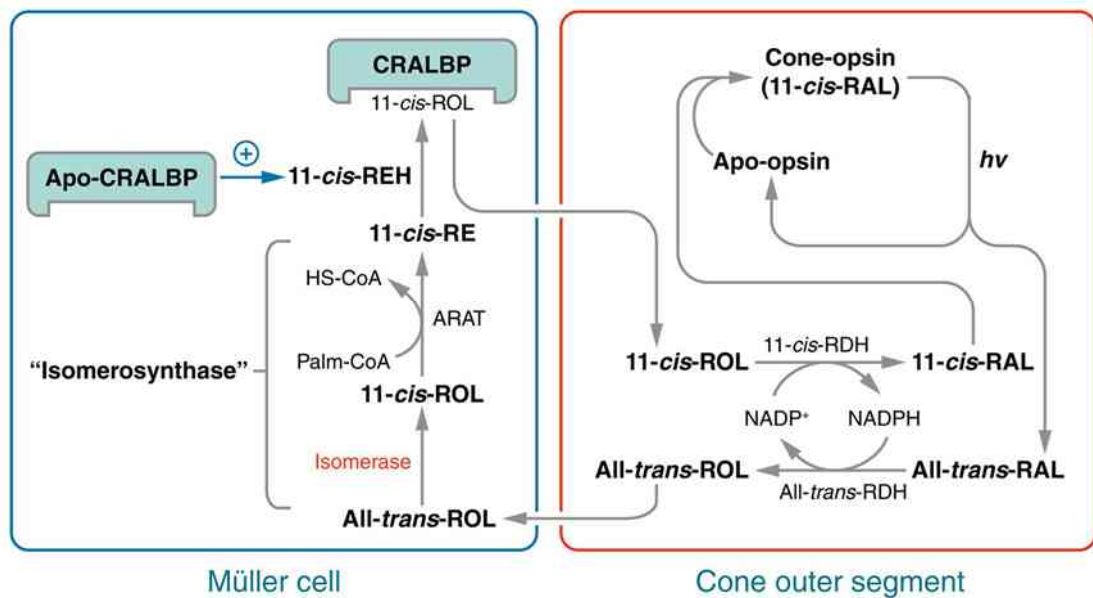 CRALBP
11-cis-ROL
Apo-CRALBP
+
11-cis-REH
11-cis-RE
HS-CoA
ARAT
Palm-CoA
"Isomerosynthase"
11-cis-ROL
Isomerase
All-trans-ROL
Müller cell
Cone-opsin
(11-cis-RAL)
Apo-opsin
hv
11-cis-ROL
11-cis-RDH
11-cis-RAL
NADP+
NADPH
All-trans-ROL
All-trans-RDH
All-trans-RAL
Cone outer segment